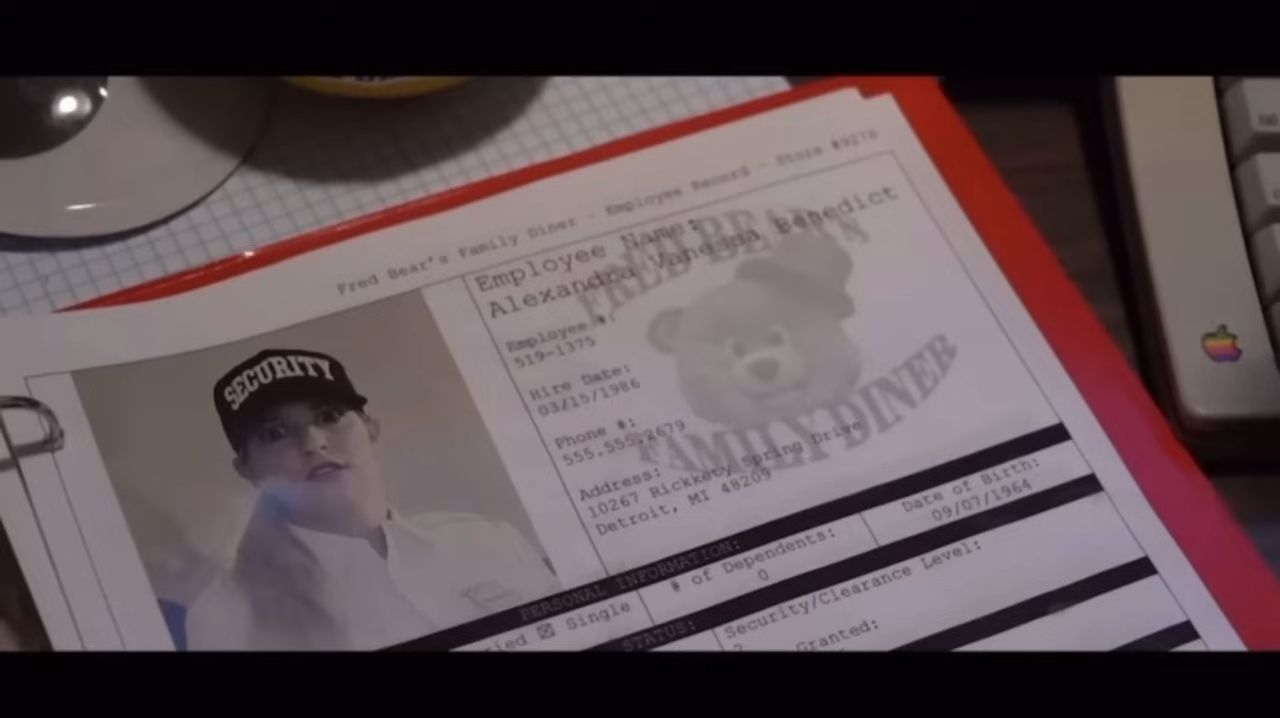 Fred Bear's Family Diner - Employee Record - Store #9276
FRED BEAR'S
FAMILY DINER
SECURITY
Employee Name:
Alexandra Vanessa Benedict
Employee #:
519-1375
Hire Date:
03/15/1986
Phone #:
555.555.2679
Address:
10267 Rickkety Spring Drive
Detroit, MI 48209
PERSONAL INFORMATION:
Single
# of Dependents:
0
Date of Birth:
09/07/1964
STATUS:
Security/Clearance Level:
Granted: